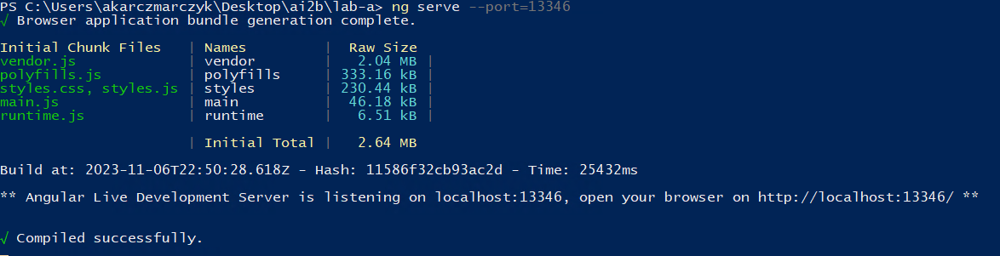 PS C:\Users\akarczmarczyk\Desktop\ai2b\lab-a> ng serve --port=13346
√ Browser application bundle generation complete.
Initial Chunk Files | Names | Raw Size
vendor.js | vendor | 2.04 MB |
polyfills.js | polyfills | 333.16 kB |
styles.css, styles.js | styles | 230.44 kB |
main.js | main | 46.18 kB |
runtime.js | runtime | 6.51 kB |
| Initial Total | 2.64 MB
Build at: 2023-11-06T22:50:28.618Z - Hash: 11586f32cb93ac2d - Time: 25432ms
** Angular Live Development Server is listening on localhost:13346, open your browser on http://localhost:13346/ **
√ Compiled successfully.